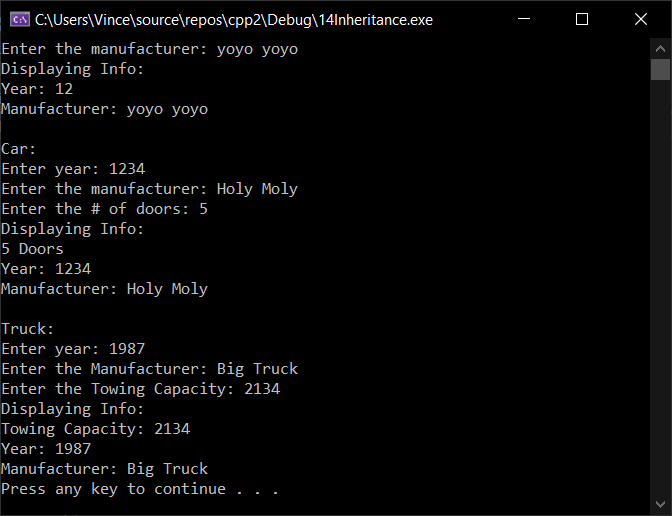 C:\Users\Vince\source\repos\cpp2\Debug\14Inheritance.exe
Enter the manufacturer: yoyo yoyo
Displaying Info:
Year: 12
Manufacturer: yoyo yoyo
Car:
Enter year: 1234
Enter the manufacturer: Holy Moly
Enter the # of doors: 5
Displaying Info:
5 Doors
Year: 1234
Manufacturer: Holy Moly
Truck:
Enter year: 1987
Enter the Manufacturer: Big Truck
Enter the Towing Capacity: 2134
Displaying Info:
Towing Capacity: 2134
Year: 1987
Manufacturer: Big Truck
Press any key to continue . . .